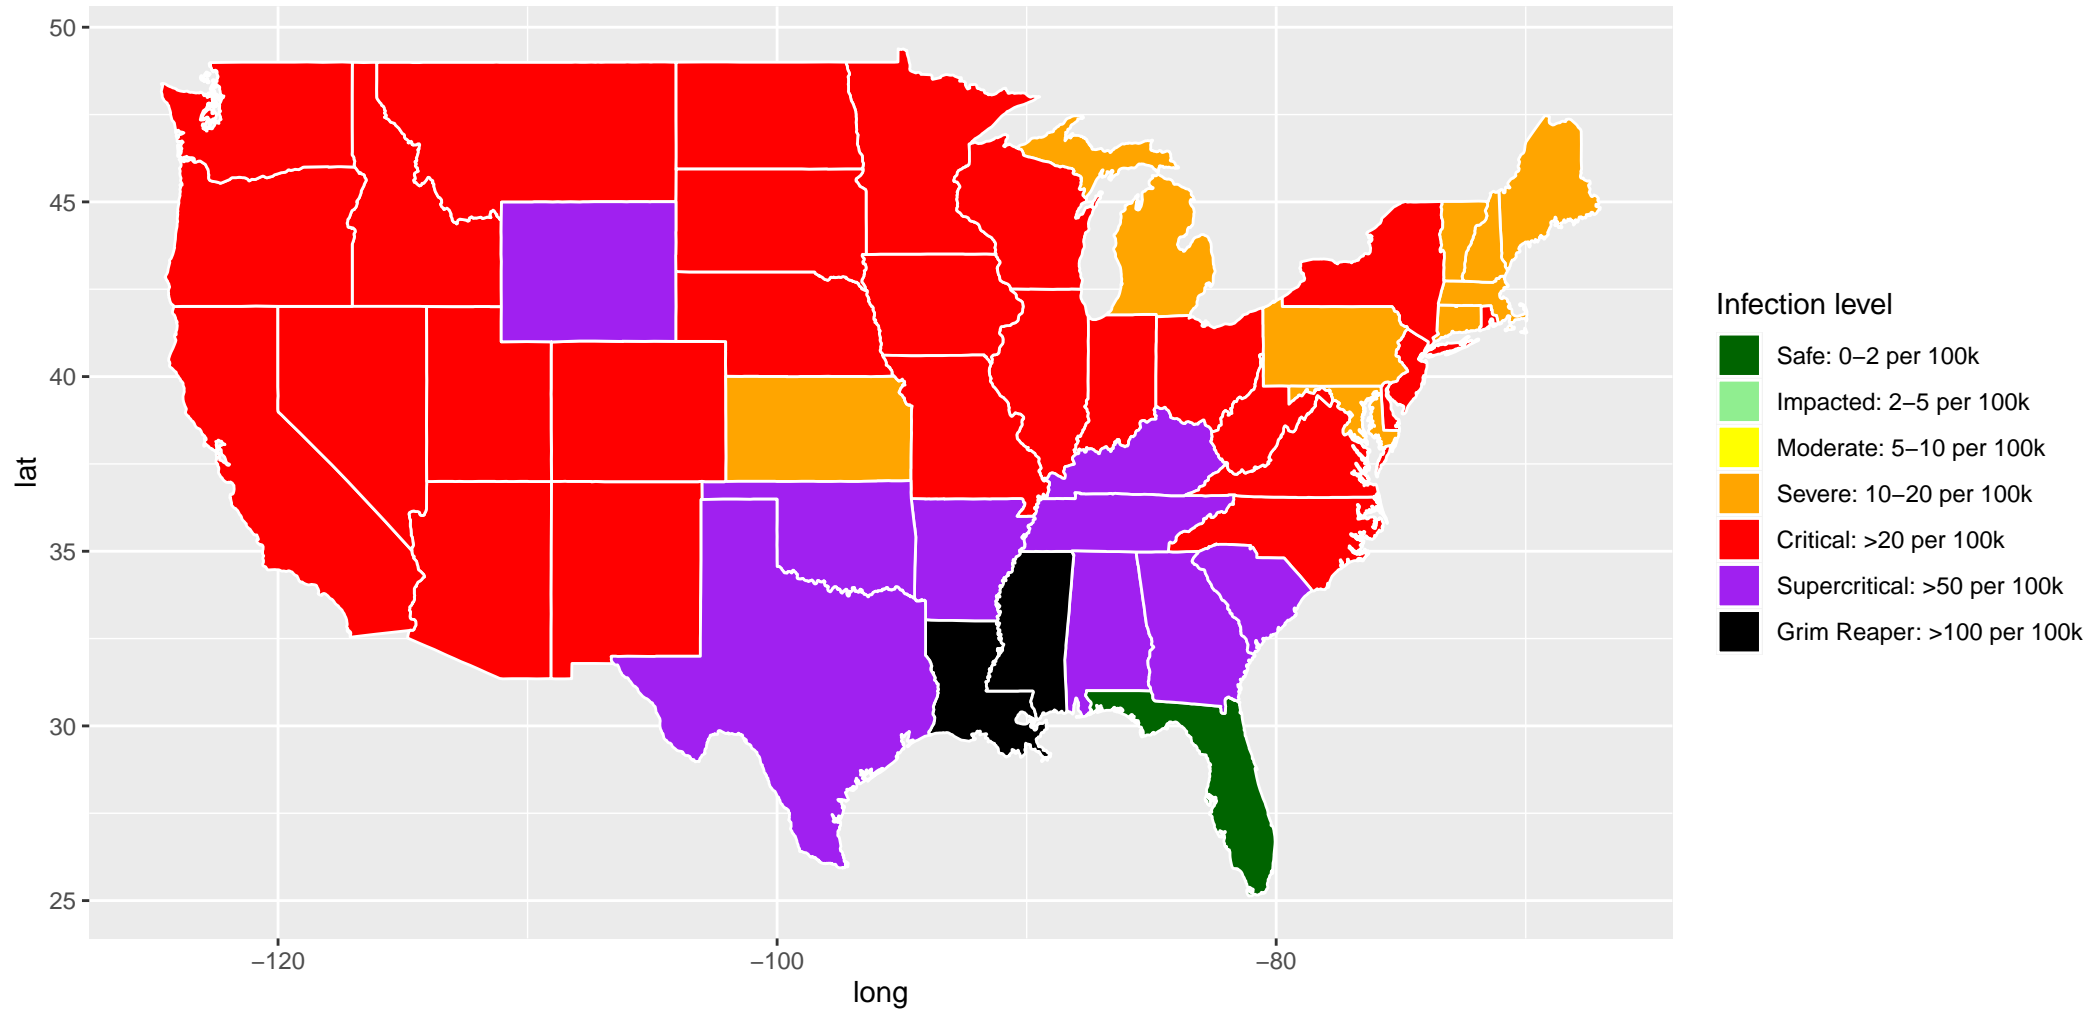 50
45
40
35
30
25
lat
−120
−100
−80
long
Infection level
Safe: 0−2 per 100k
Impacted: 2−5 per 100k
Moderate: 5−10 per 100k
Severe: 10−20 per 100k
Critical: >20 per 100k
Supercritical: >50 per 100k
Grim Reaper: >100 per 100k